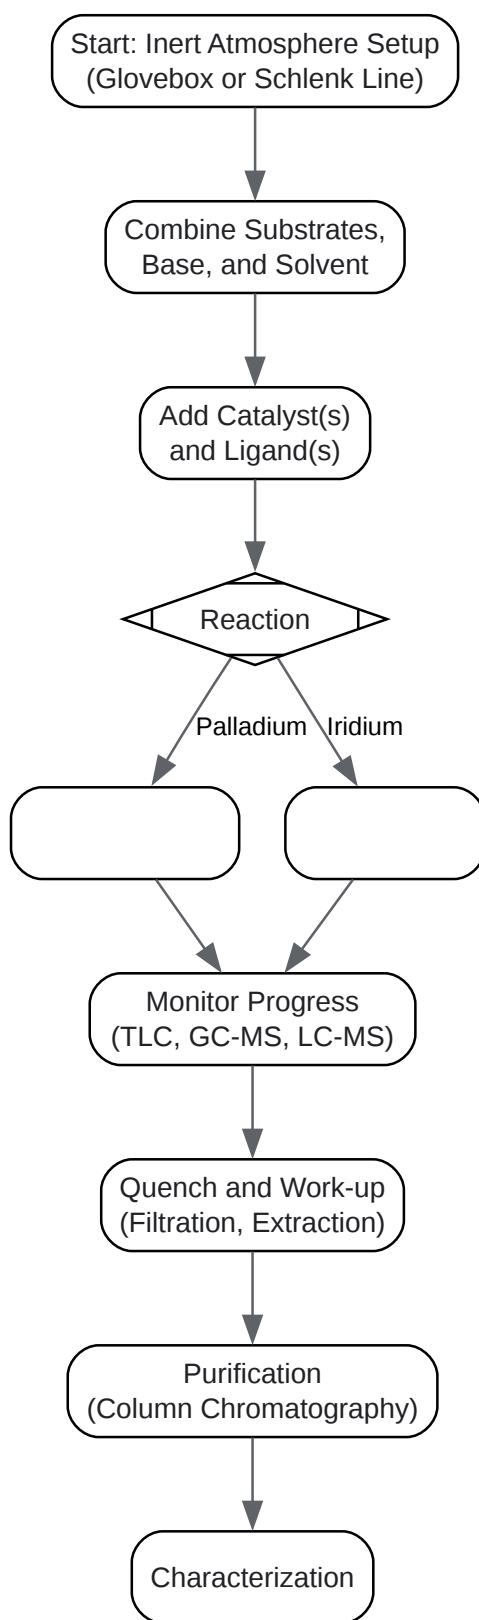 Start: Inert Atmosphere Setup
(Glovebox or Schlenk Line)
Combine Substrates,
Base, and Solvent
Add Catalyst(s)
and Ligand(s)
Reaction
Palladium
Iridium
Monitor Progress
(TLC, GC-MS, LC-MS)
Quench and Work-up
(Filtration, Extraction)
Purification
(Column Chromatography)
Characterization